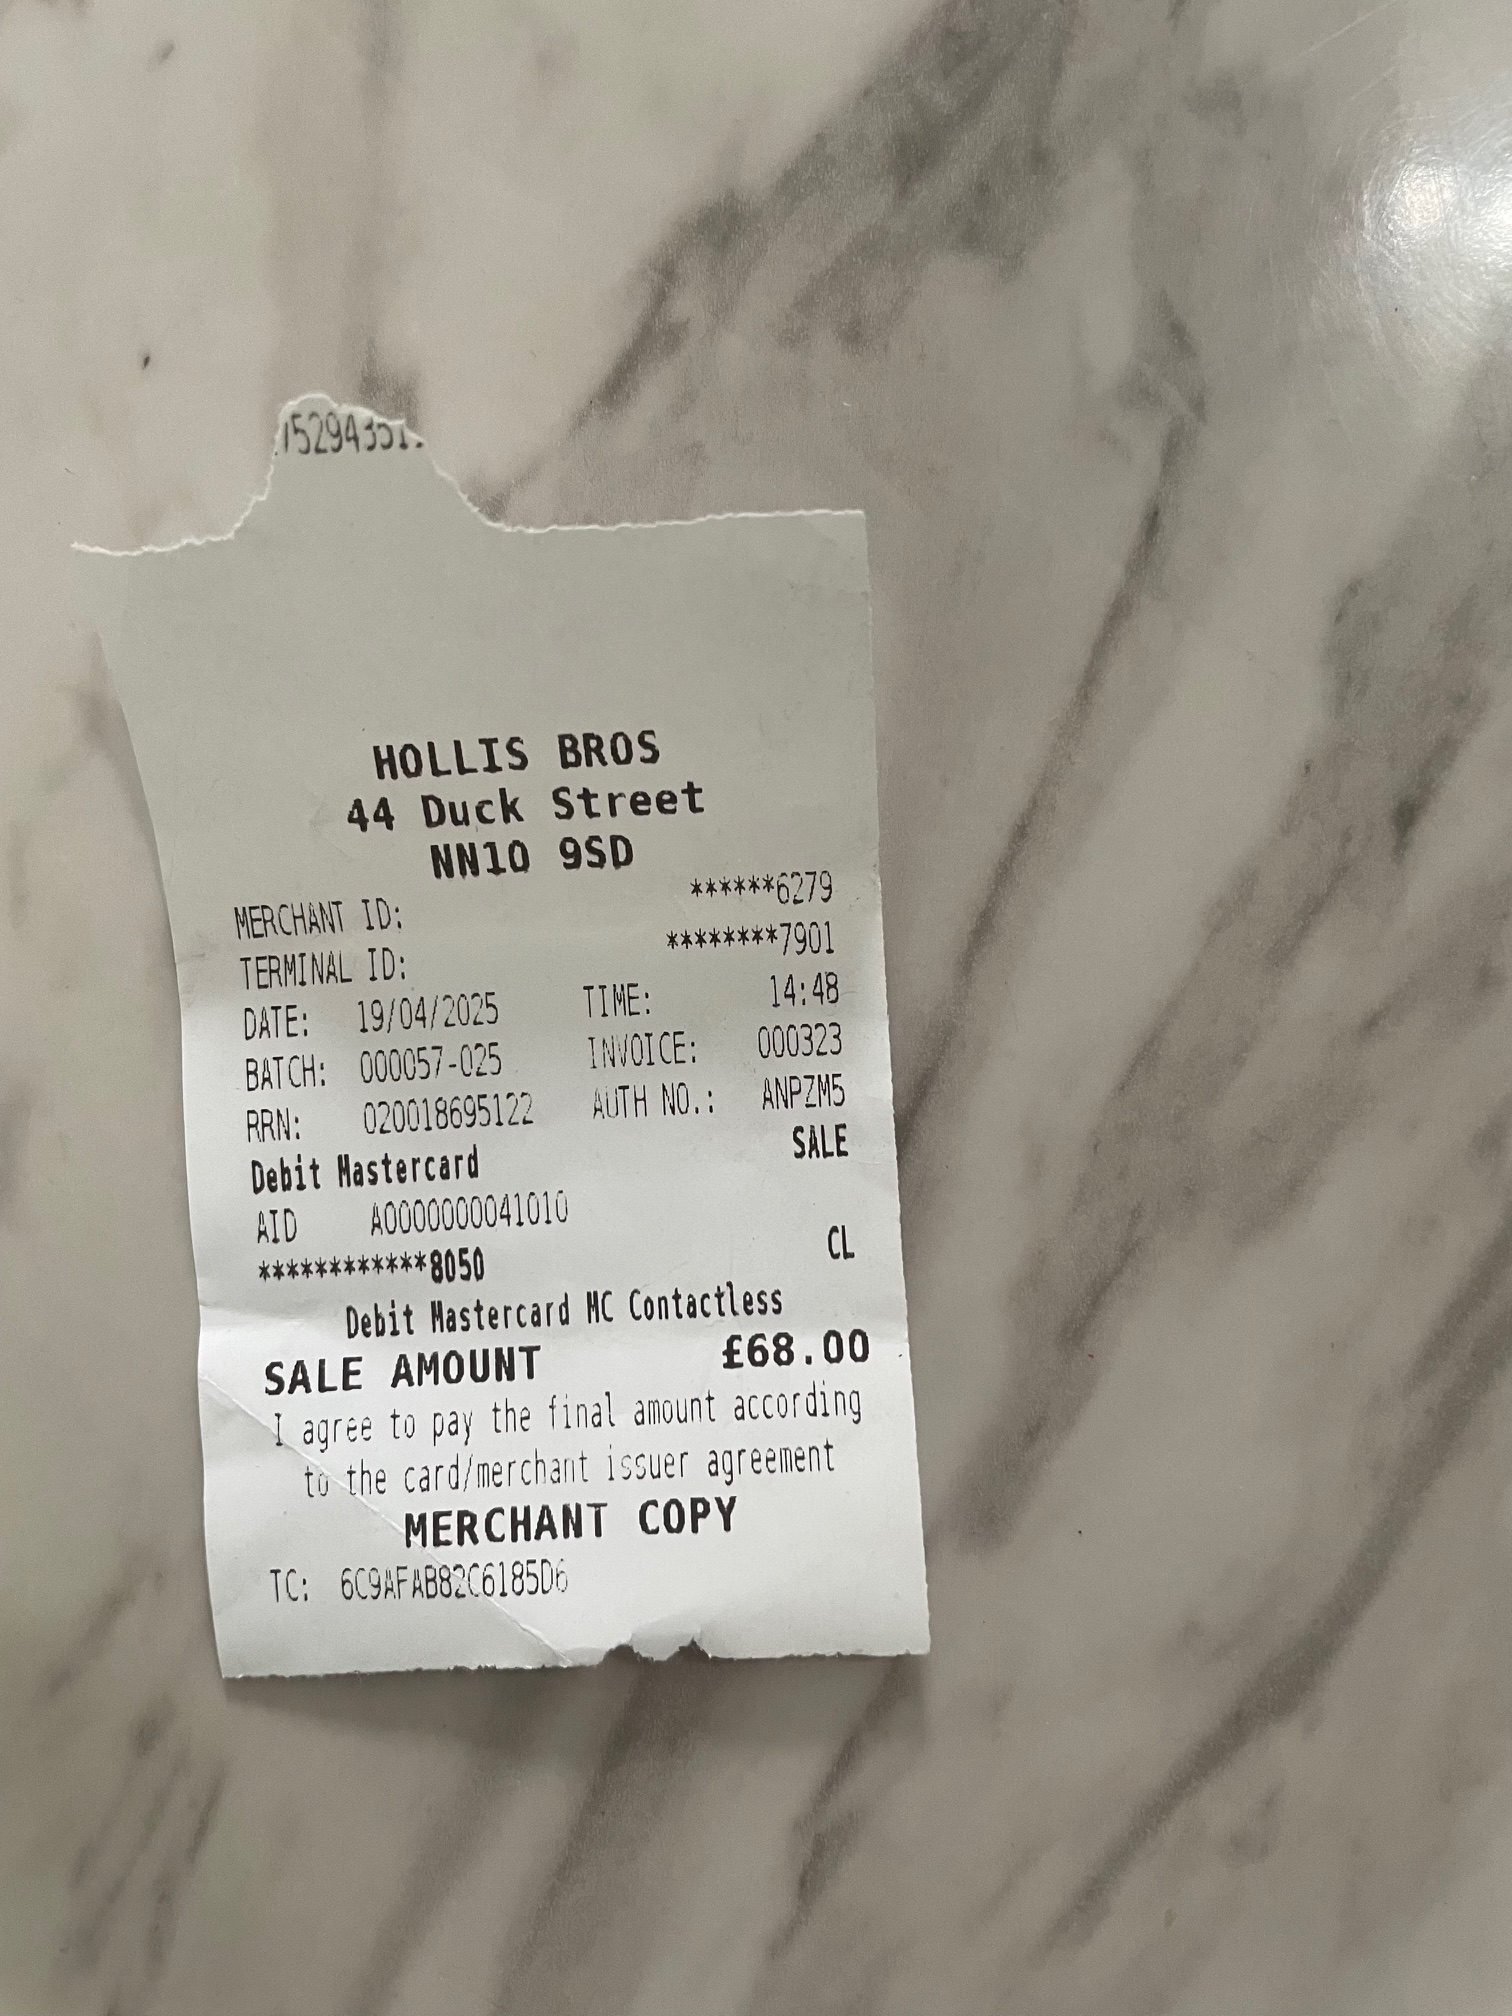 HOLLIS BROS
44 Duck Street
NN10 9SD
MERCHANT ID: ******6279
TERMINAL ID: ********7901
DATE: 19/04/2025 TIME: 14:48
BATCH: 000057-025 INVOICE: 000323
RRN: 020018695122 AUTH NO.: ANPZM5
Debit Mastercard SALE
AID A0000000041010
************8050 CL
Debit Mastercard MC Contactless
SALE AMOUNT £68.00
I agree to pay the final amount according
to the card/merchant issuer agreement
MERCHANT COPY
TC: 6C9AFAB82C6185D6